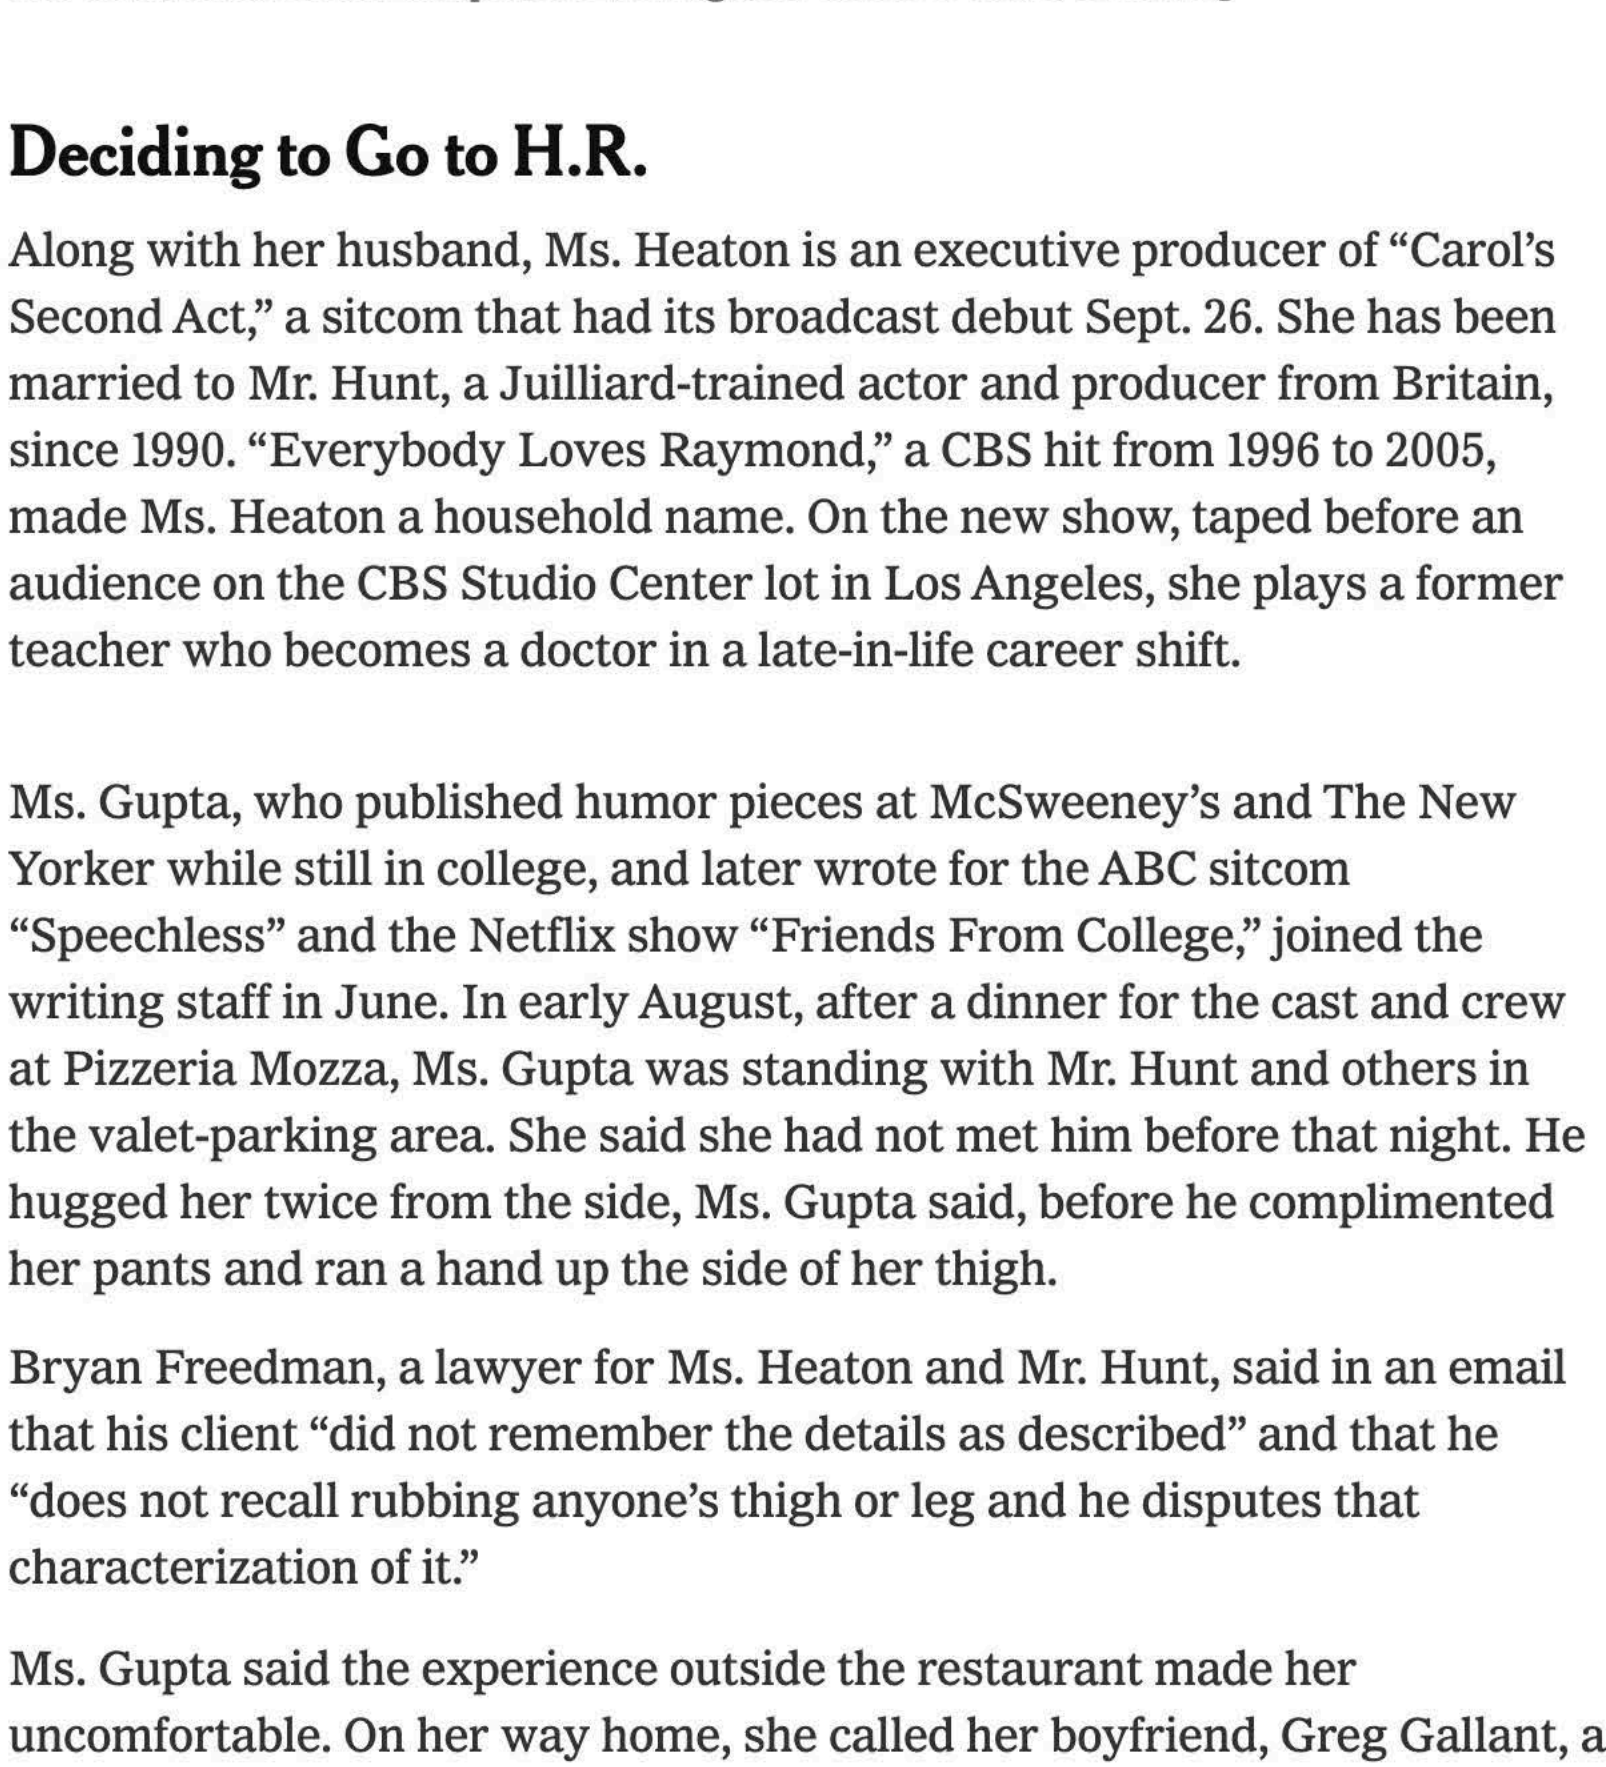 Deciding to Go to H.R.
Along with her husband, Ms. Heaton is an executive producer of “Carol’s
Second Act,” a sitcom that had its broadcast debut Sept. 26. She has been
married to Mr. Hunt, a Juilliard-trained actor and producer from Britain,
since 1990. “Everybody Loves Raymond,” a CBS hit from 1996 to 2005,
made Ms. Heaton a household name. On the new show, taped before an
audience on the CBS Studio Center lot in Los Angeles, she plays a former
teacher who becomes a doctor in a late-in-life career shift.
Ms. Gupta, who published humor pieces at McSweeney’s and The New
Yorker while still in college, and later wrote for the ABC sitcom
“Speechless” and the Netflix show “Friends From College,” joined the
writing staff in June. In early August, after a dinner for the cast and crew
at Pizzeria Mozza, Ms. Gupta was standing with Mr. Hunt and others in
the valet-parking area. She said she had not met him before that night. He
hugged her twice from the side, Ms. Gupta said, before he complimented
her pants and ran a hand up the side of her thigh.
Bryan Freedman, a lawyer for Ms. Heaton and Mr. Hunt, said in an email
that his client “did not remember the details as described” and that he
“does not recall rubbing anyone’s thigh or leg and he disputes that
characterization of it.”
Ms. Gupta said the experience outside the restaurant made her
uncomfortable. On her way home, she called her boyfriend, Greg Gallant, a